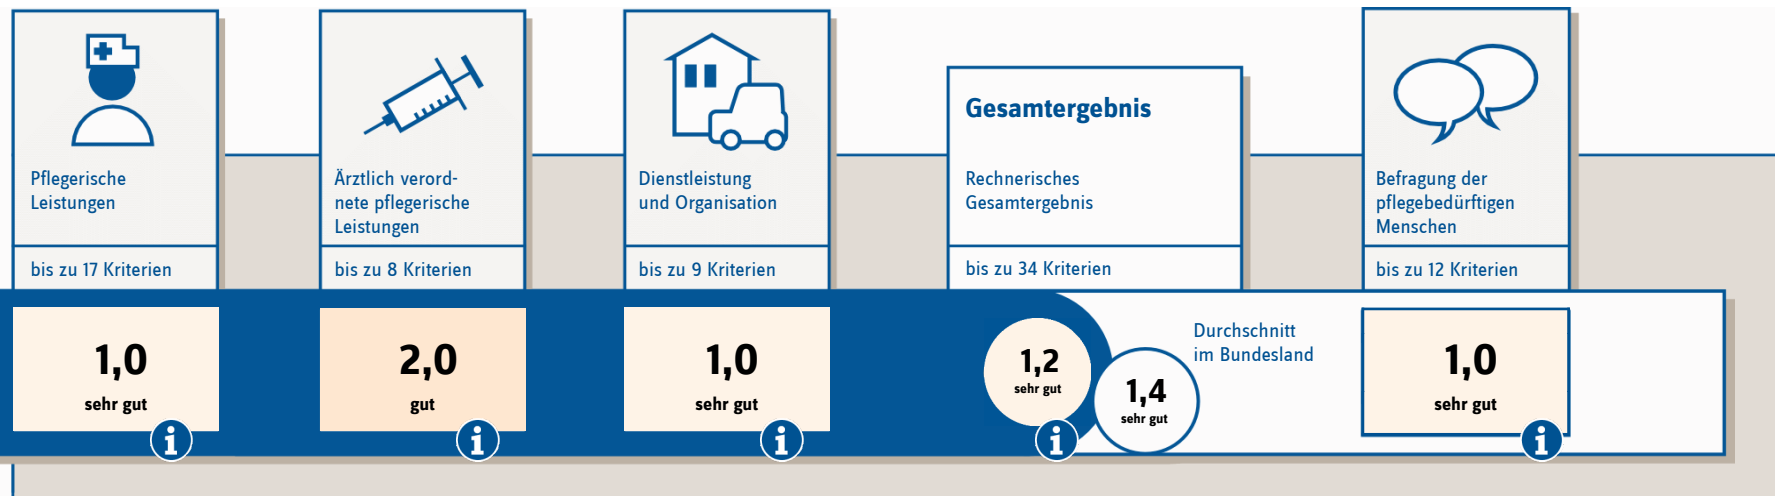 Pflegerische
Leistungen
bis zu 17 Kriterien
1,0
sehr gut
Ärztlich verord-
nete pflegerische
Leistungen
bis zu 8 Kriterien
2,0
gut
Dienstleistung
und Organisation
bis zu 9 Kriterien
1,0
sehr gut
Gesamtergebnis
Rechnerisches
Gesamtergebnis
bis zu 34 Kriterien
1,2
sehr gut
1,4
sehr gut
Durchschnitt
im Bundesland
Befragung der
pflegebedürftigen
Menschen
bis zu 12 Kriterien
1,0
sehr gut